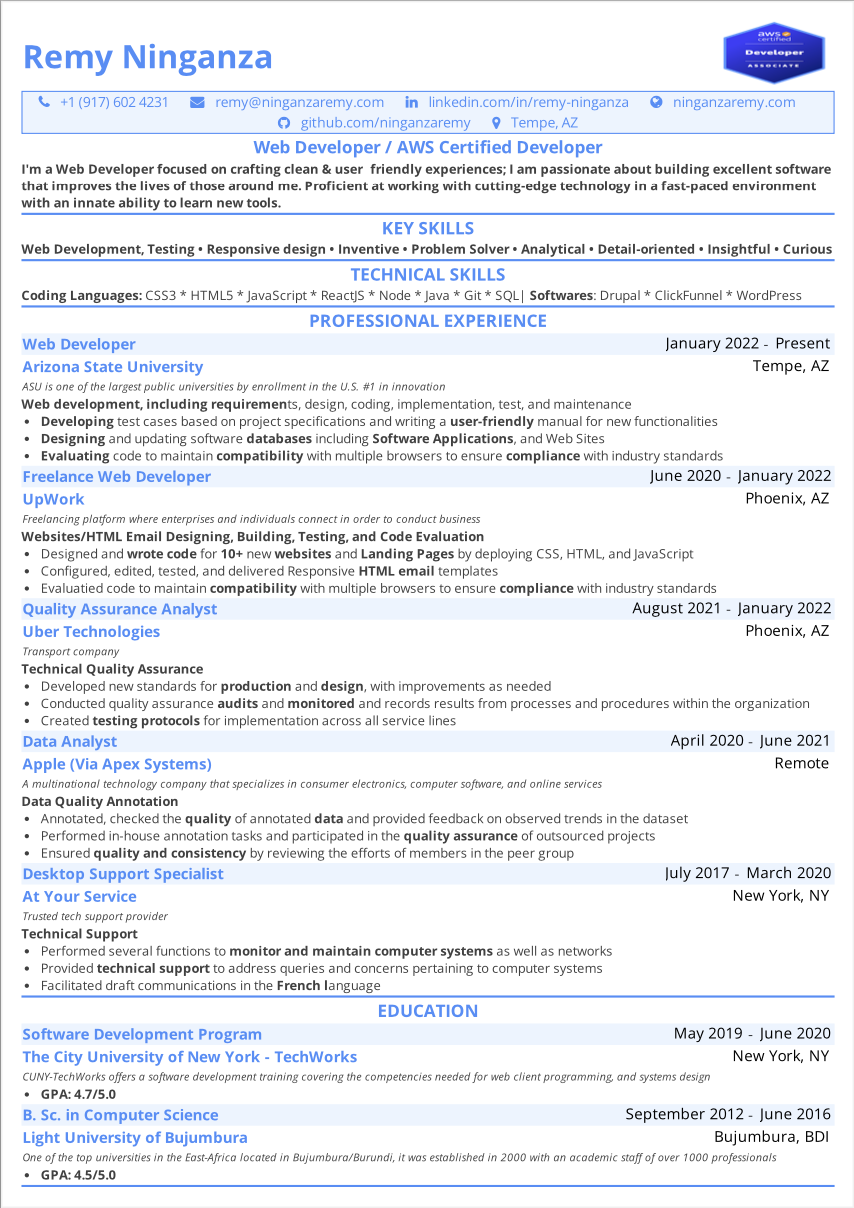 Remy Ninganza
aws
certified
Developer
ASSOCIATE
+1 (917) 602 4231 remy@ninganzaremy.com linkedin.com/in/remy-ninganza ninganzaremy.com
github.com/ninganzaremy Tempe, AZ
Web Developer / AWS Certified Developer
I'm a Web Developer focused on crafting clean & user friendly experiences; I am passionate about building excellent software
that improves the lives of those around me. Proficient at working with cutting-edge technology in a fast-paced environment
with an innate ability to learn new tools.
KEY SKILLS
Web Development, Testing • Responsive design • Inventive • Problem Solver • Analytical • Detail-oriented • Insightful • Curious
TECHNICAL SKILLS
Coding Languages: CSS3 * HTML5 * JavaScript * ReactJS * Node * Java * Git * SQL| Softwares: Drupal * ClickFunnel * WordPress
PROFESSIONAL EXPERIENCE
Web Developer January 2022 - Present
Arizona State University Tempe, AZ
ASU is one of the largest public universities by enrollment in the U.S. #1 in innovation
Web development, including requirements, design, coding, implementation, test, and maintenance
• Developing test cases based on project specifications and writing a user-friendly manual for new functionalities
• Designing and updating software databases including Software Applications, and Web Sites
• Evaluating code to maintain compatibility with multiple browsers to ensure compliance with industry standards
Freelance Web Developer June 2020 - January 2022
UpWork Phoenix, AZ
Freelancing platform where enterprises and individuals connect in order to conduct business
Websites/HTML Email Designing, Building, Testing, and Code Evaluation
• Designed and wrote code for 10+ new websites and Landing Pages by deploying CSS, HTML, and JavaScript
• Configured, edited, tested, and delivered Responsive HTML email templates
• Evaluatied code to maintain compatibility with multiple browsers to ensure compliance with industry standards
Quality Assurance Analyst August 2021 - January 2022
Uber Technologies Phoenix, AZ
Transport company
Technical Quality Assurance
• Developed new standards for production and design, with improvements as needed
• Conducted quality assurance audits and monitored and records results from processes and procedures within the organization
• Created testing protocols for implementation across all service lines
Data Analyst April 2020 - June 2021
Apple (Via Apex Systems) Remote
A multinational technology company that specializes in consumer electronics, computer software, and online services
Data Quality Annotation
• Annotated, checked the quality of annotated data and provided feedback on observed trends in the dataset
• Performed in-house annotation tasks and participated in the quality assurance of outsourced projects
• Ensured quality and consistency by reviewing the efforts of members in the peer group
Desktop Support Specialist July 2017 - March 2020
At Your Service New York, NY
Trusted tech support provider
Technical Support
• Performed several functions to monitor and maintain computer systems as well as networks
• Provided technical support to address queries and concerns pertaining to computer systems
• Facilitated draft communications in the French language
EDUCATION
Software Development Program May 2019 - June 2020
The City University of New York - TechWorks New York, NY
CUNY-TechWorks offers a software development training covering the competencies needed for web client programming, and systems design
• GPA: 4.7/5.0
B. Sc. in Computer Science September 2012 - June 2016
Light University of Bujumbura Bujumbura, BDI
One of the top universities in the East-Africa located in Bujumbura/Burundi, it was established in 2000 with an academic staff of over 1000 professionals
• GPA: 4.5/5.0